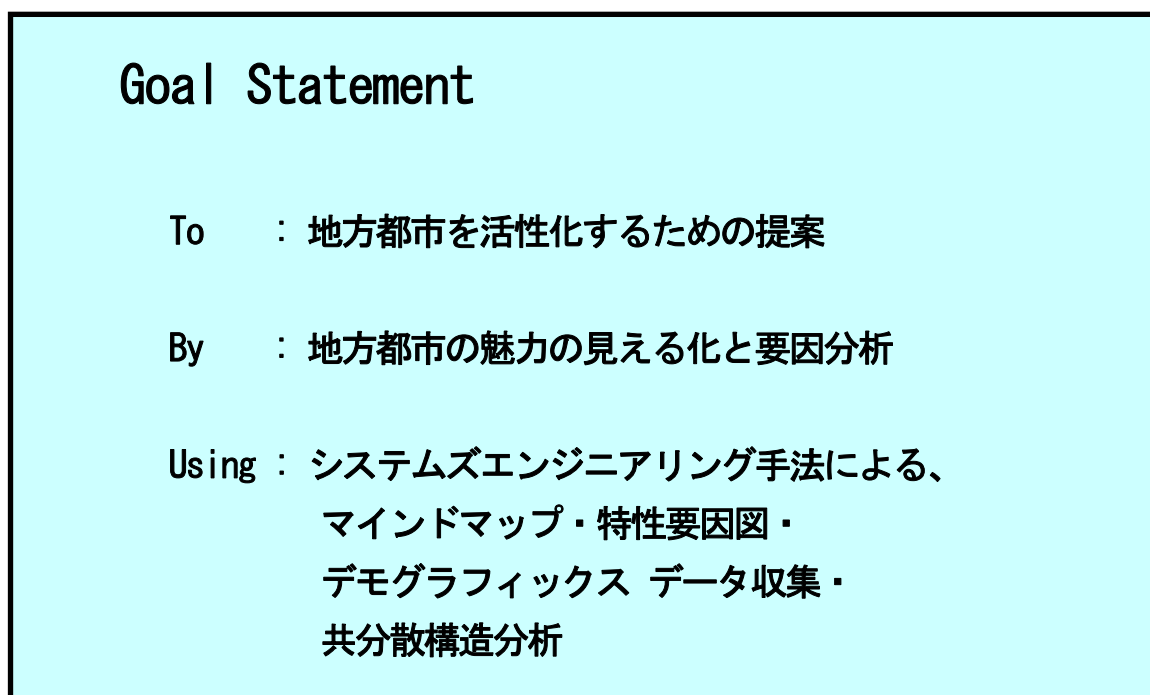 Goal Statement
To : 地方都市を活性化するための提案
By : 地方都市の魅力の見える化と要因分析
Using : システムズエンジニアリング手法による、
マインドマップ・特性要因図・
デモグラフィックス データ収集・
共分散構造分析